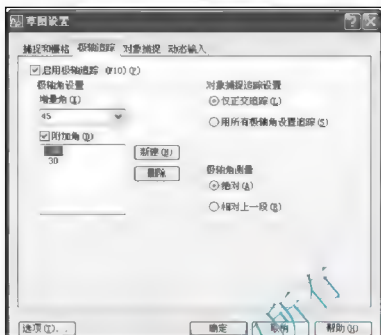 草图设置
捕捉和栅格 极轴追踪 对象捕捉 动态输入
启用极轴追踪 (F10)(P)
极轴角设置
增量角(I)
45
附加角(D)
30
新建(N)
删除
对象捕捉追踪设置
仅正交追踪(L)
用所有极轴角设置追踪(S)
极轴角测量
绝对(A)
相对上一段(R)
选项(T)...
确定
取消
帮助(H)
所行